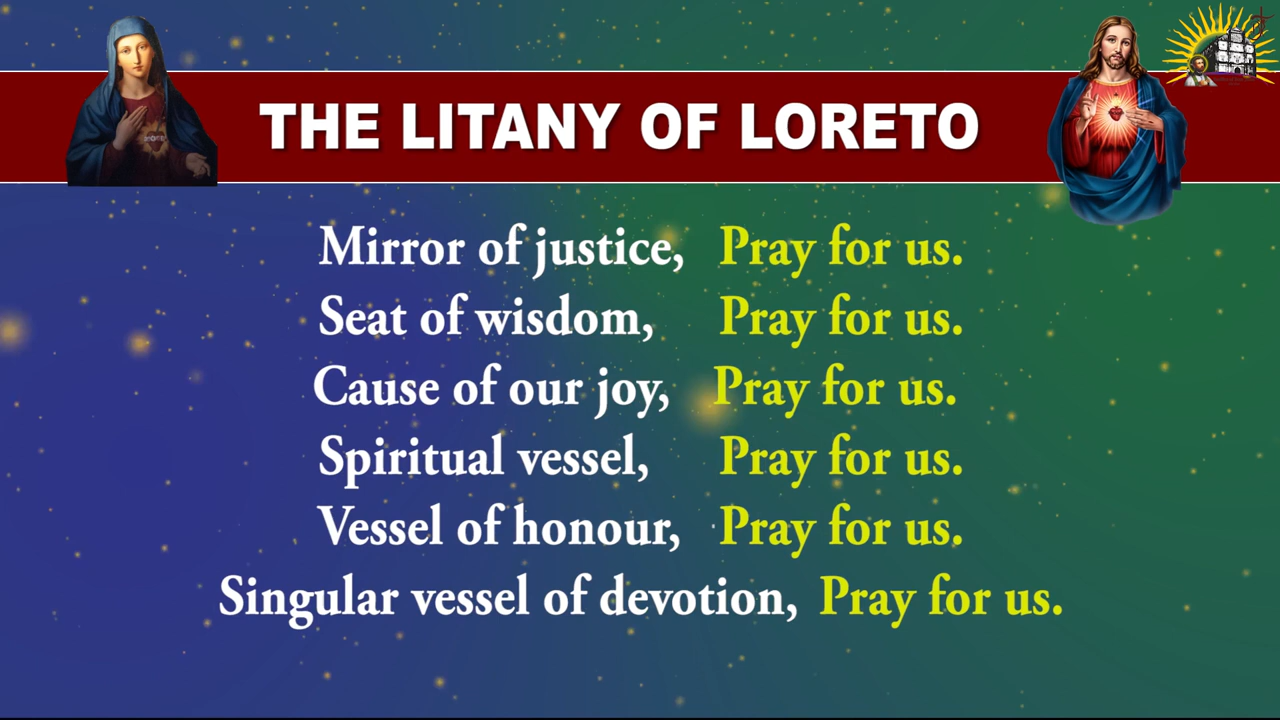 THE LITANY OF LORETO
Mirror of justice, Pray for us.
Seat of wisdom, Pray for us.
Cause of our joy, Pray for us.
Spiritual vessel, Pray for us.
Vessel of honour, Pray for us.
Singular vessel of devotion, Pray for us.